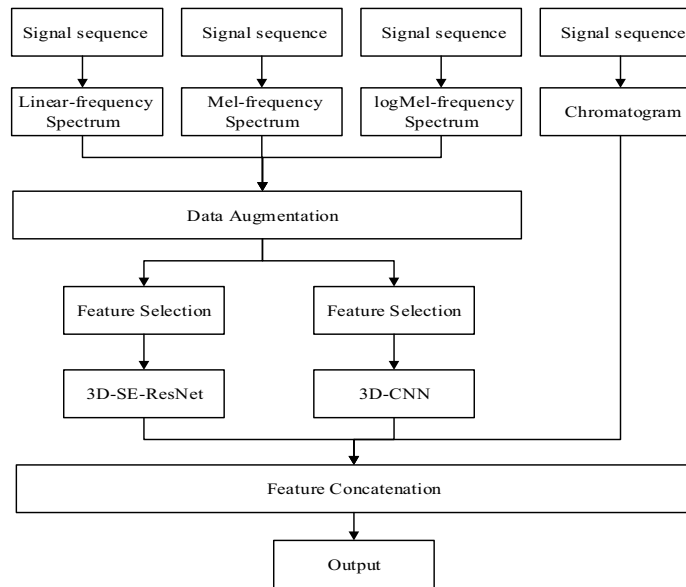 Signal sequence
Signal sequence
Signal sequence
Signal sequence
Linear-frequency
Spectrum
Mel-frequency
Spectrum
logMel-frequency
Spectrum
Chromatogram
Data Augmentation
Feature Selection
Feature Selection
3D-SE-ResNet
3D-CNN
Feature Concatenation
Output